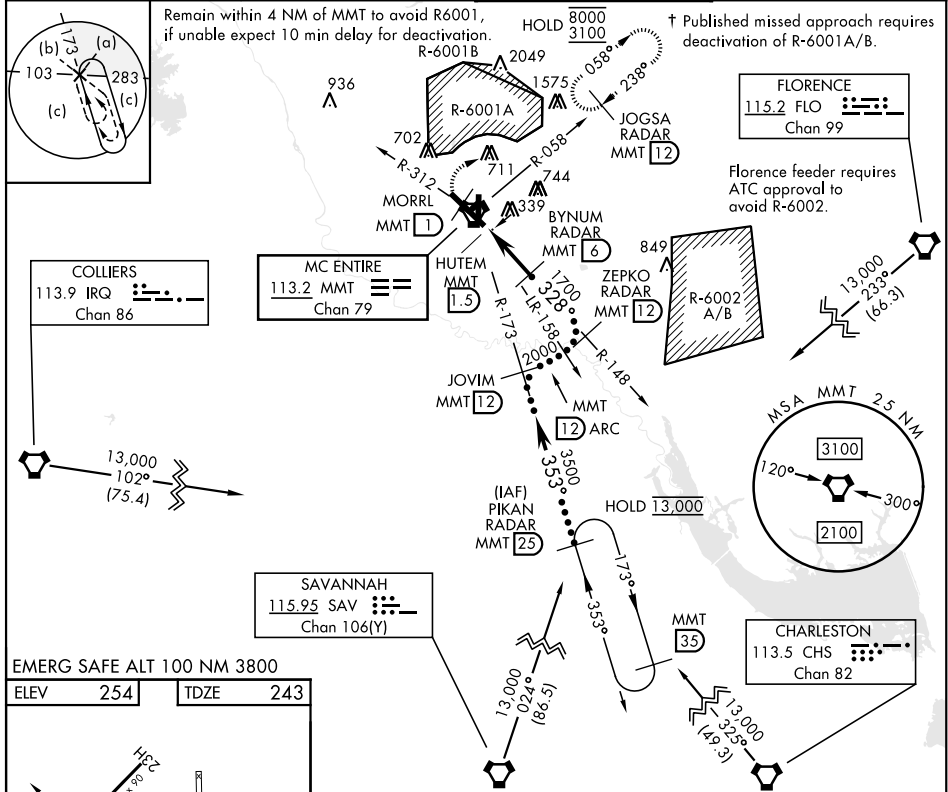 Remain within 4 NM of MMT to avoid R6001,
if unable expect 10 min delay for deactivation.
HOLD 8000
3100
† Published missed approach requires
deactivation of R-6001A/B.
(b)
173
(a)
103
283
(c)
(c)
R-6001B
2049
936
1575
R-6001A
058°
238°
JOGSA
RADAR
MMT 12
FLORENCE
115.2 FLO
Chan 99
702
711
R-058
R-312
744
Florence feeder requires
ATC approval to
avoid R-6002.
MORRL
MMT 1
339
BYNUM
RADAR
MMT 6
849
COLLIERS
113.9 IRQ
Chan 86
MC ENTIRE
113.2 MMT
Chan 79
HUTEM
MMT
1.5
ZEPKO
RADAR
MMT 12
R-6002
A/B
13,000
233°
(66.3)
1700
328°
LR-158
R-173
2000
R-148
JOVIM
MMT 12
MMT
12 ARC
MSA MMT 25 NM
3100
120°
300°
2100
13,000
102°
(75.4)
3500
353°
(IAF)
PIKAN
RADAR
MMT 25
HOLD 13,000
173°
353°
SAVANNAH
115.95 SAV
Chan 106(Y)
MMT
35
CHARLESTON
113.5 CHS
Chan 82
13,000
024°
(86.5)
13,000
325°
(49.3)
EMERG SAFE ALT 100 NM 3800
ELEV 254
TDZE 243
23H
x 90
x